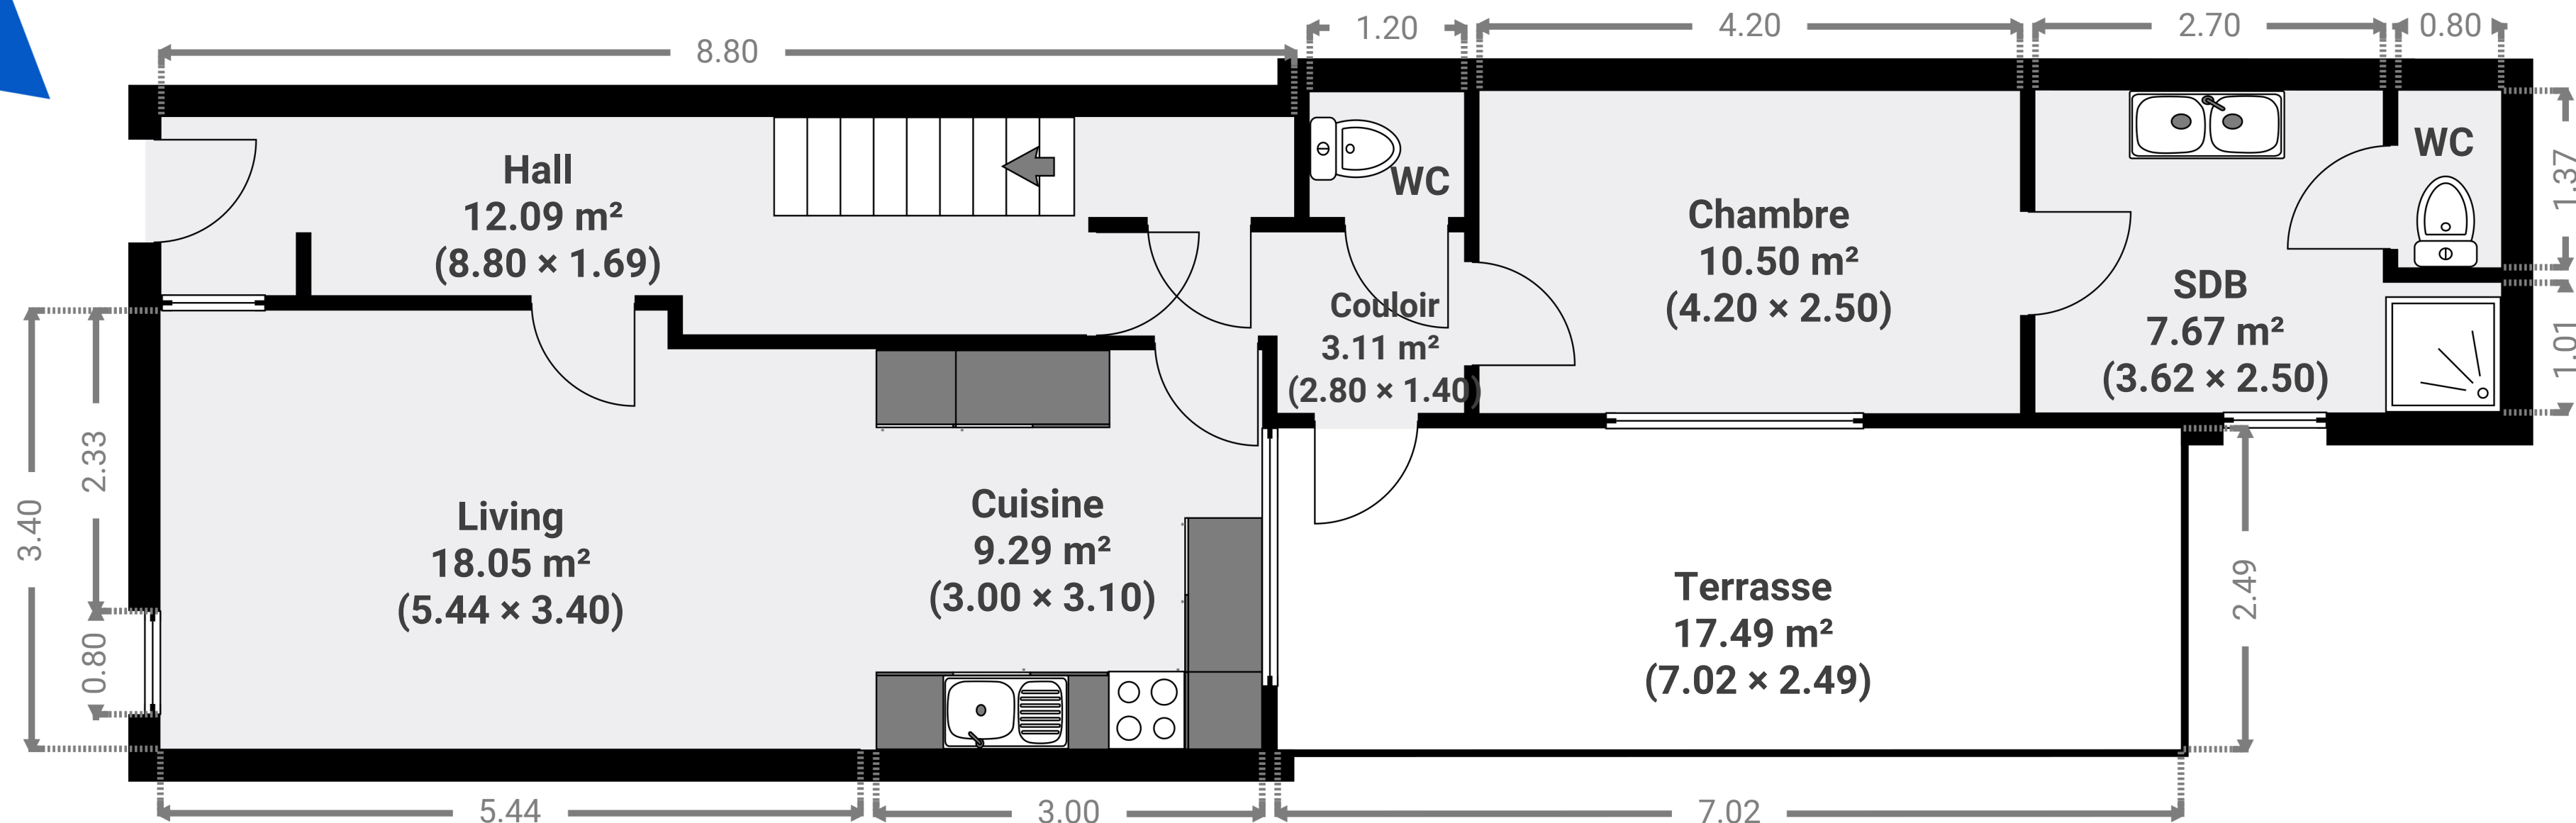 8.80
1.20
4.20
2.70
0.80
Hall
12.09 m²
(8.80 × 1.69)
WC
Chambre
10.50 m²
(4.20 × 2.50)
WC
1.37
Couloir
3.11 m²
(2.80 × 1.40)
SDB
7.67 m²
(3.62 × 2.50)
1.01
3.40
2.33
0.80
Living
18.05 m²
(5.44 × 3.40)
Cuisine
9.29 m²
(3.00 × 3.10)
Terrasse
17.49 m²
(7.02 × 2.49)
2.49
5.44
3.00
7.02